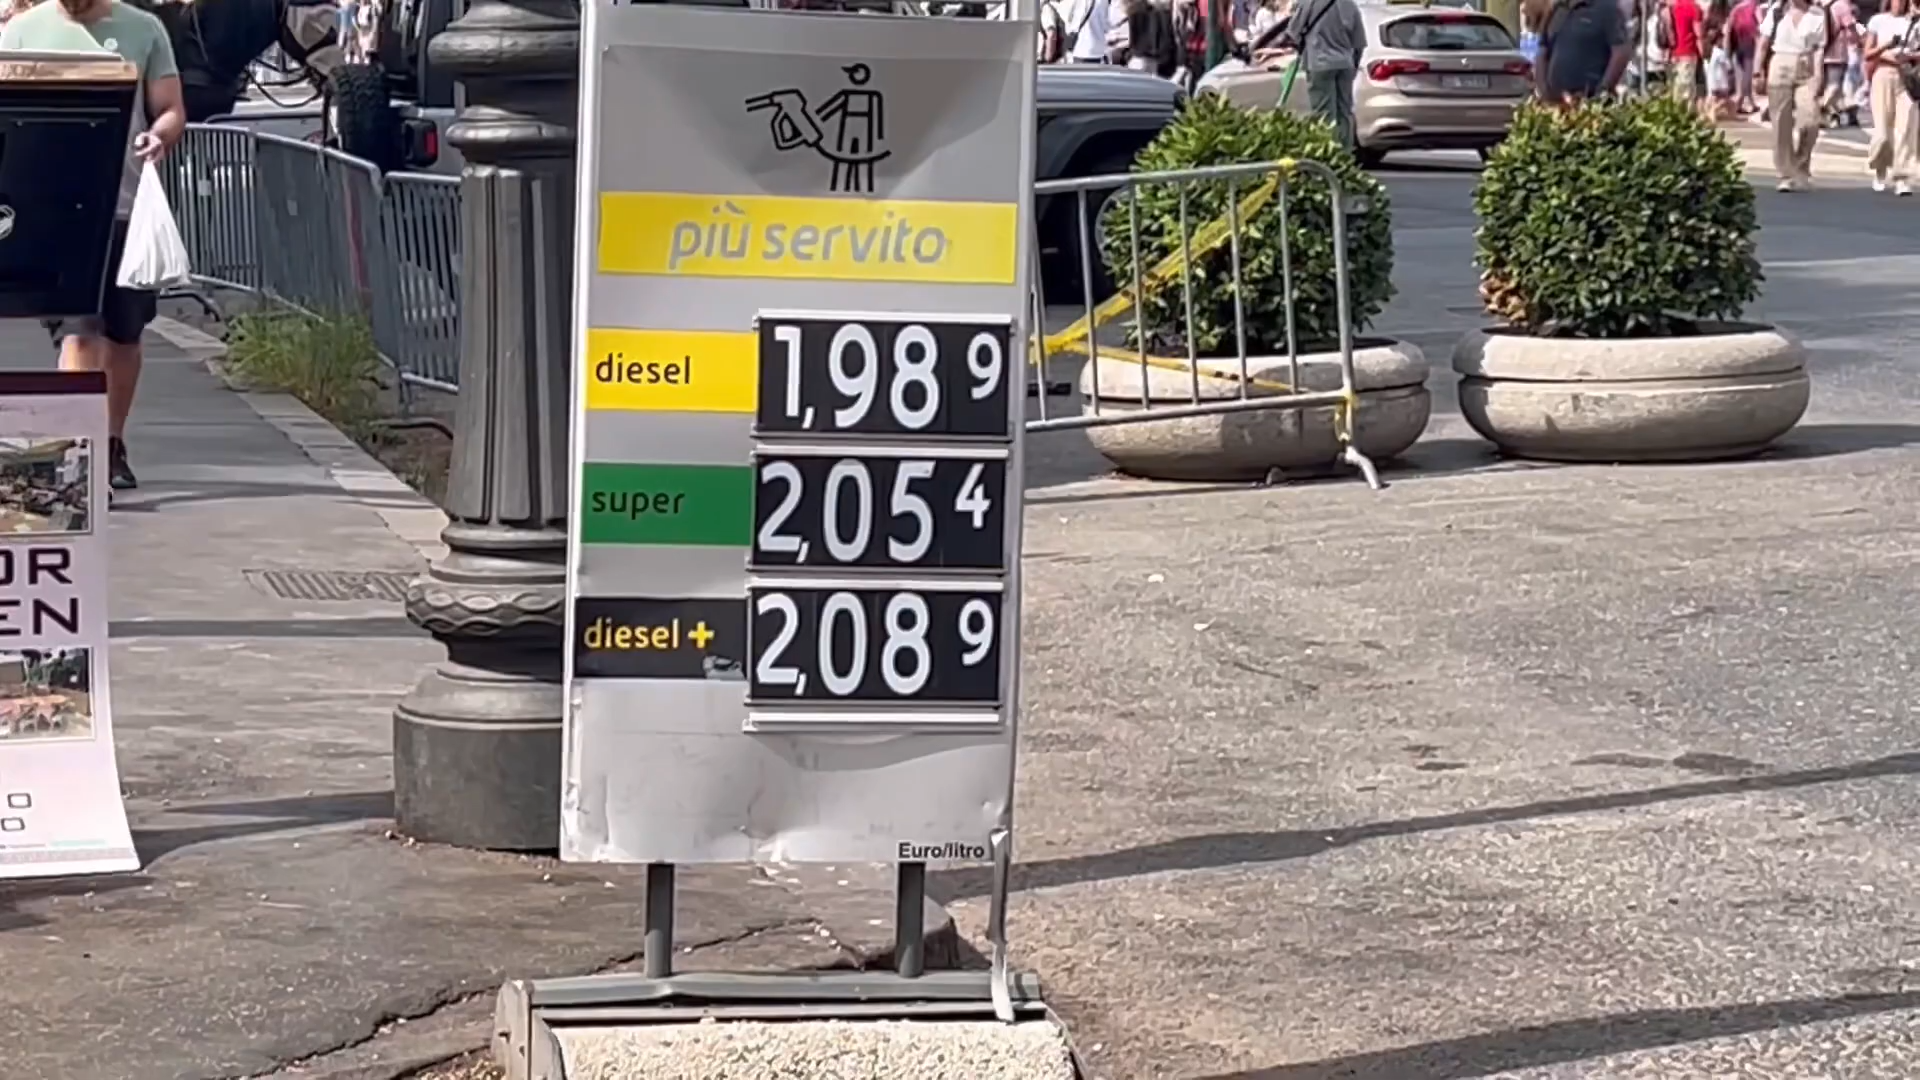 più servito
diesel 1,98 9
super 2,05 4
diesel+ 2,08 9
Euro/litro
OR
EN